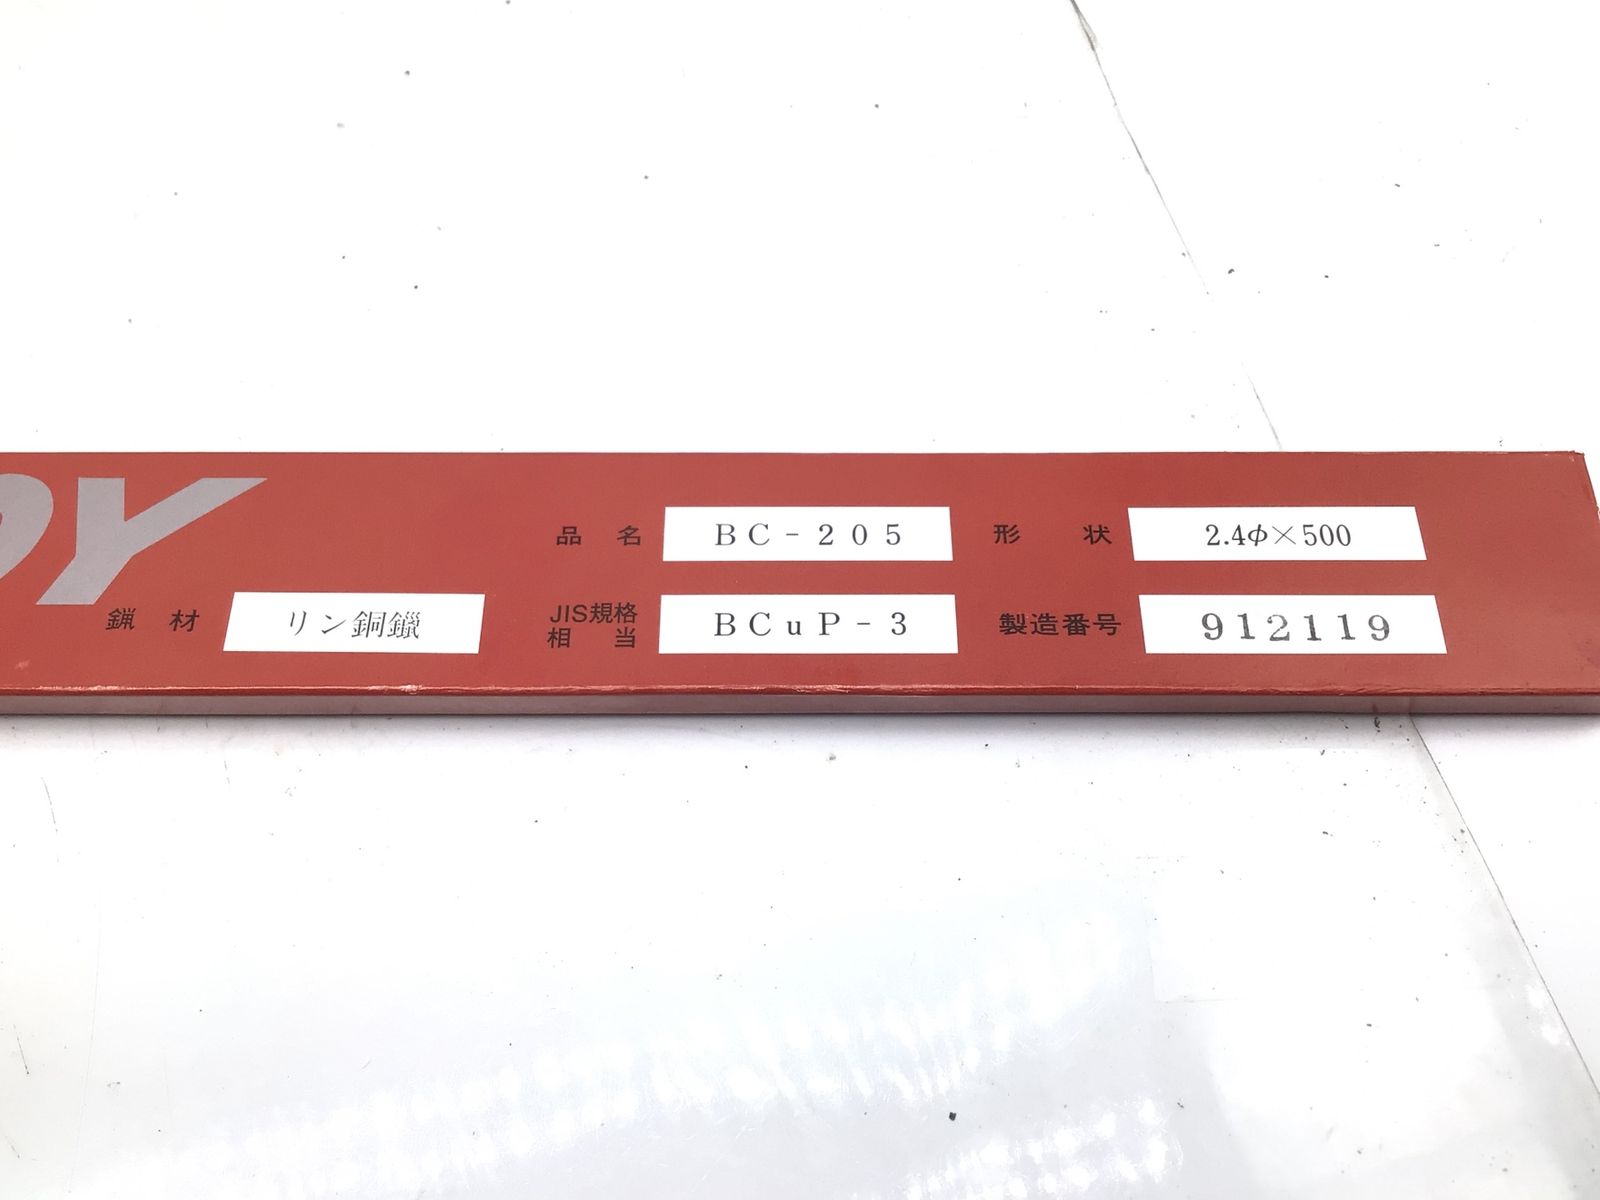 OY
品名 BC-205 形状 2.4φ×500
鑞材 リン銅鑞 JIS規格相当 BCuP-3 製造番号 912119